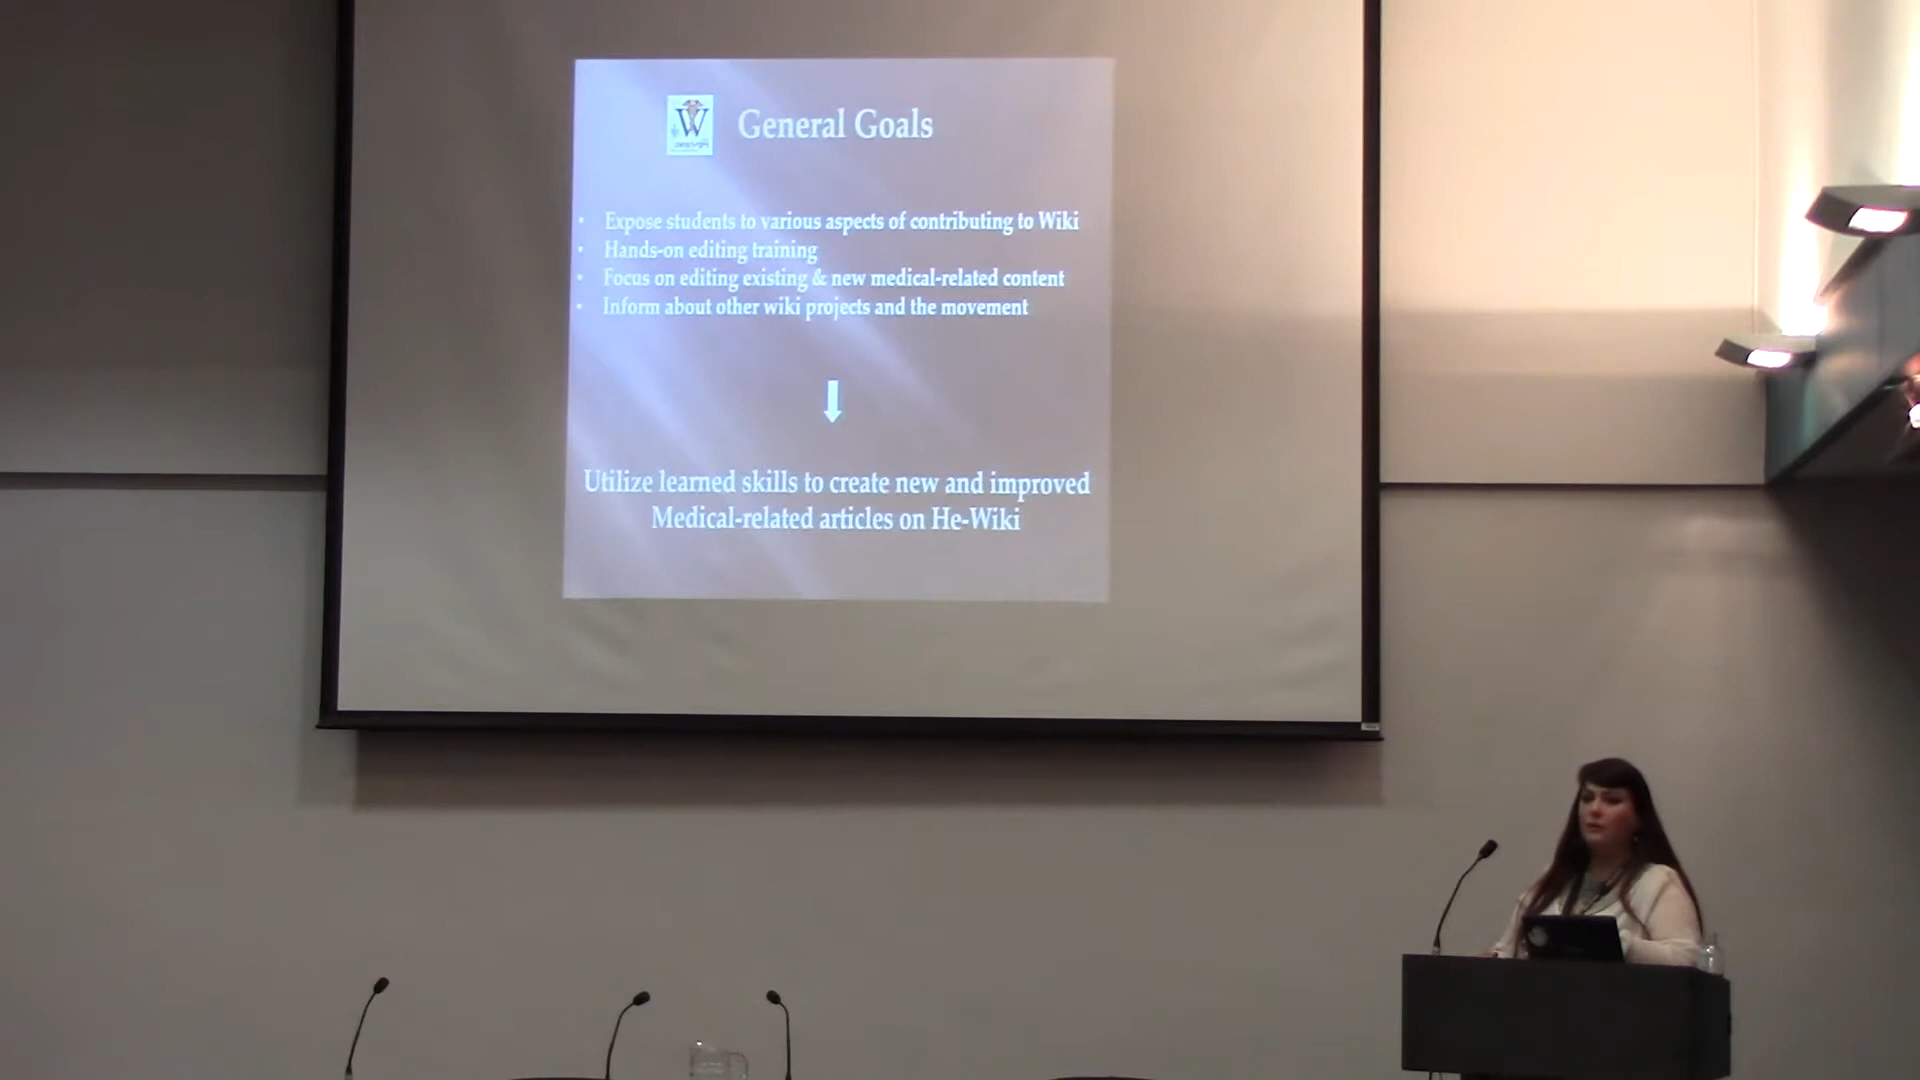 W
General Goals
• Expose students to various aspects of contributing to Wiki
• Hands-on editing training
• Focus on editing existing & new medical-related content
• Inform about other wiki projects and the movement
Utilize learned skills to create new and improved
Medical-related articles on He-Wiki